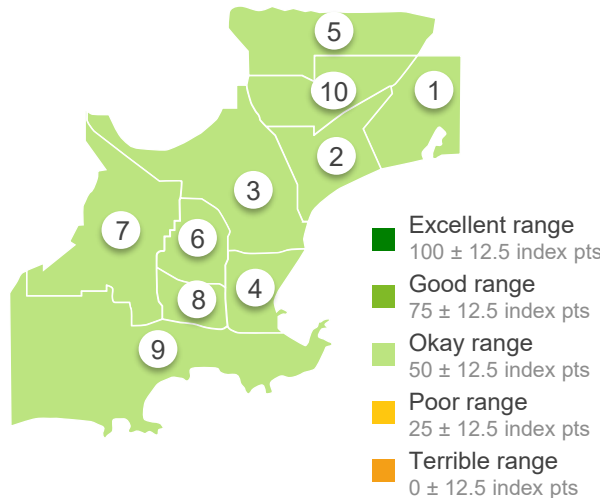 5
10
1
2
3
7
6
4
8
9
Excellent range
100 ± 12.5 index pts
Good range
75 ± 12.5 index pts
Okay range
50 ± 12.5 index pts
Poor range
25 ± 12.5 index pts
Terrible range
0 ± 12.5 index pts